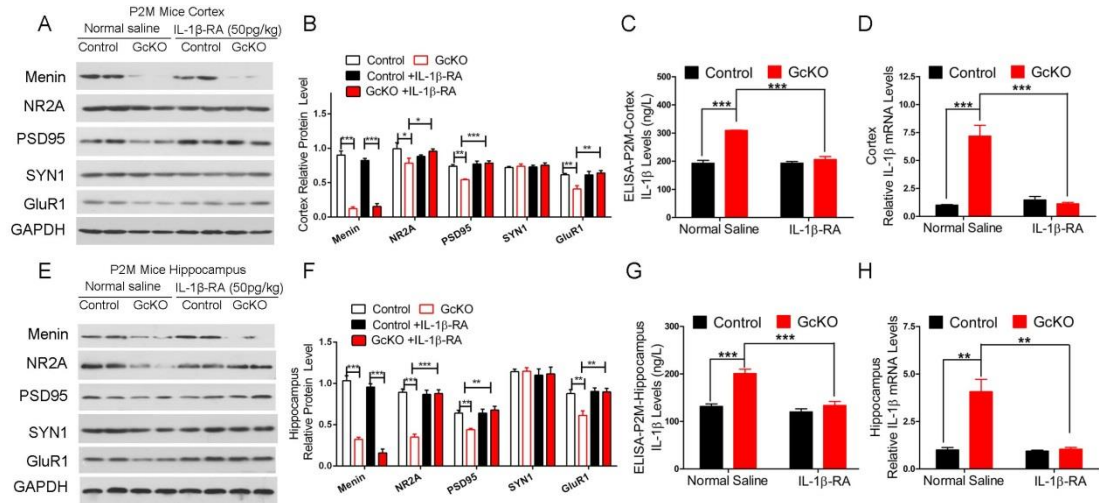 A
P2M Mice Cortex
Normal saline IL-1β-RA (50pg/kg)
Control GcKO Control GcKO
Menin
NR2A
PSD95
SYN1
GluR1
GAPDH
B
Control GcKO
Control +IL-1β-RA
GcKO +IL-1β-RA
Cortex Relative Protein Level
1.5
1.0
0.5
0.0
*** *** * * ** *** ** **
Menin NR2A PSD95 SYN1 GluR1
C
Control GcKO
ELISA-P2M-Cortex
IL-1β Levels (ng/L)
400
300
200
100
0
*** ***
Normal Saline IL-1β-RA
D
Control GcKO
Cortex
Relative IL-1β mRNA Levels
12.5
10.0
7.5
5.0
2.5
0.0
*** ***
Normal Saline IL-1β-RA
E
P2M Mice Hippocampus
Normal saline IL-1β-RA (50pg/kg)
Control GcKO Control GcKO
Menin
NR2A
PSD95
SYN1
GluR1
GAPDH
F
Control GcKO
Control +IL-1β-RA
GcKO +IL-1β-RA
Hippocampus
Relative Protein Level
1.5
1.0
0.5
0.0
*** *** *** *** ** ** ** **
Menin NR2A PSD95 SYN1 GluR1
G
Control GcKO
ELISA-P2M-Hippocampus
IL-1β Levels (ng/L)
300
200
100
0
*** ***
Normal Saline IL-1β-RA
H
Control GcKO
Hippocampus
Relative IL-1β mRNA Levels
7.5
5.0
2.5
0.0
** **
Normal Saline IL-1β-RA